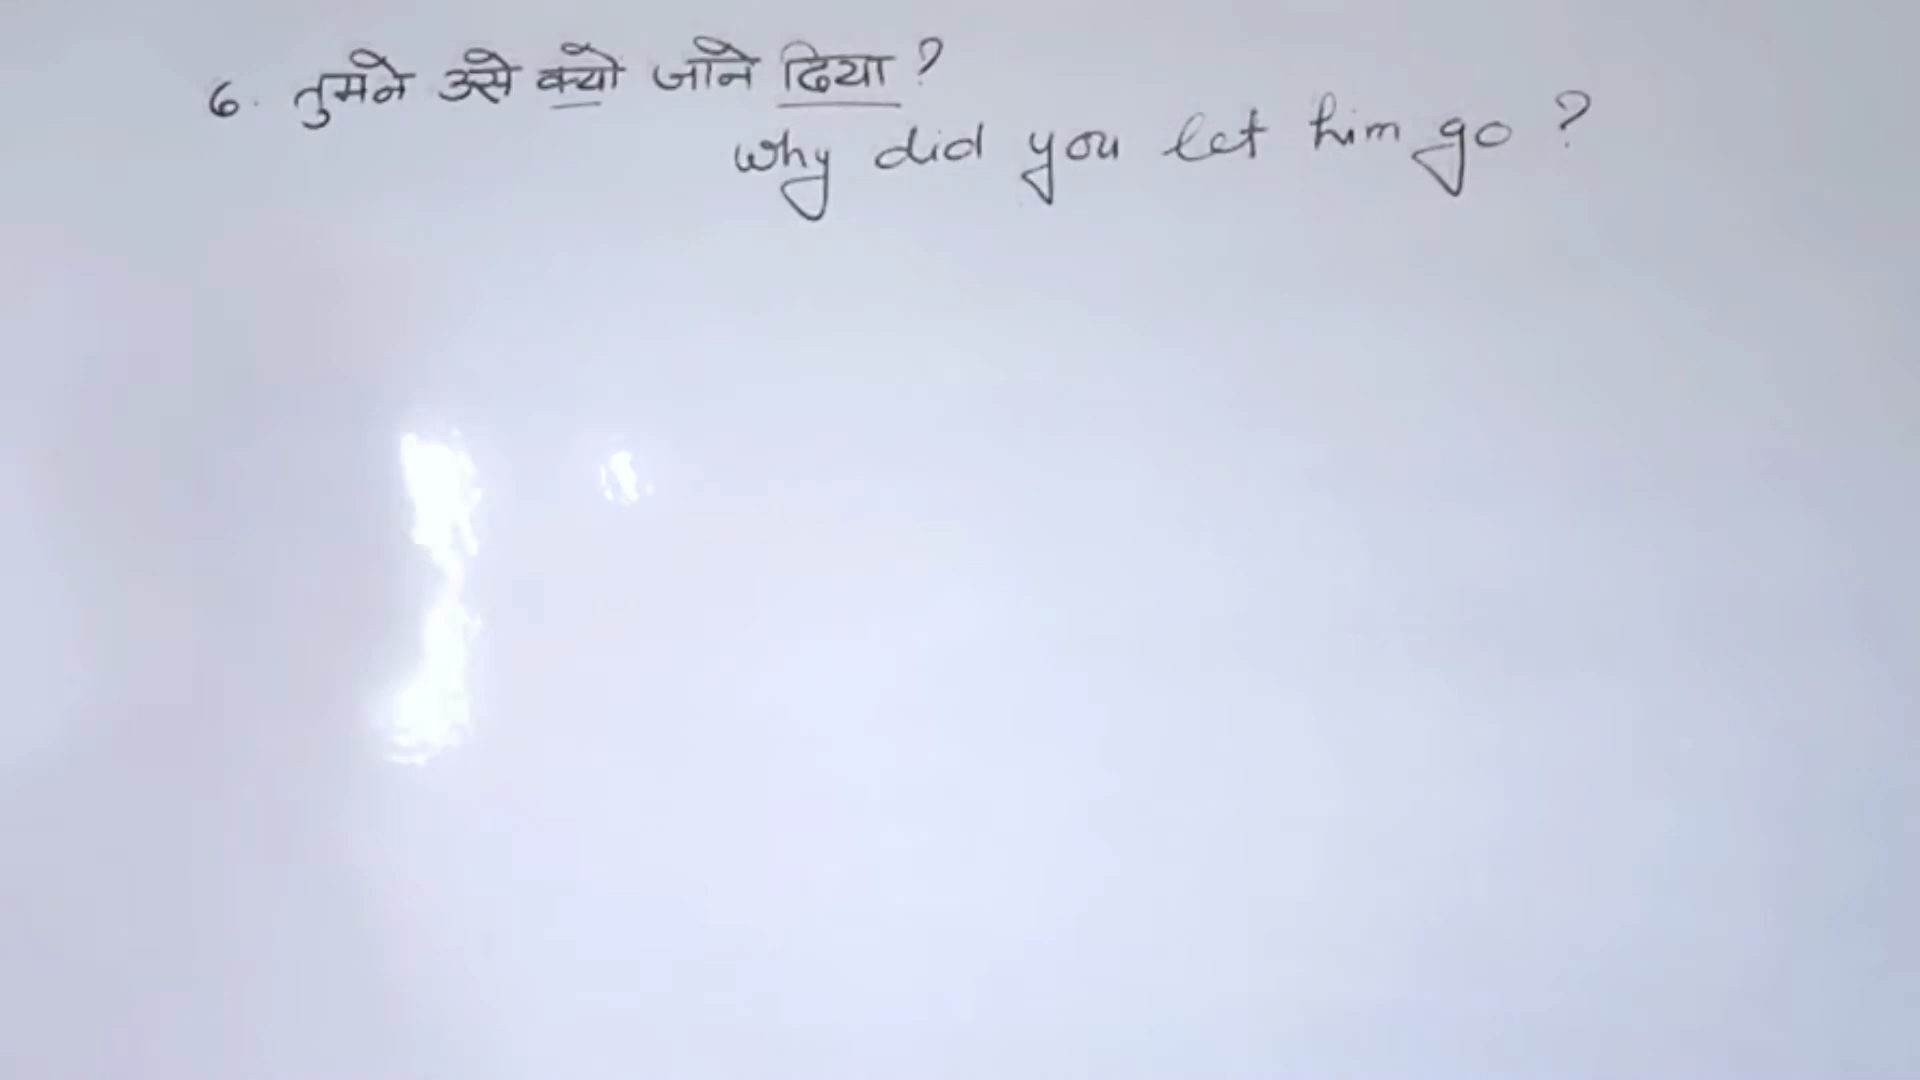 6. तुमने उसे क्यो जाने दिया ?
Why did you let him go ?